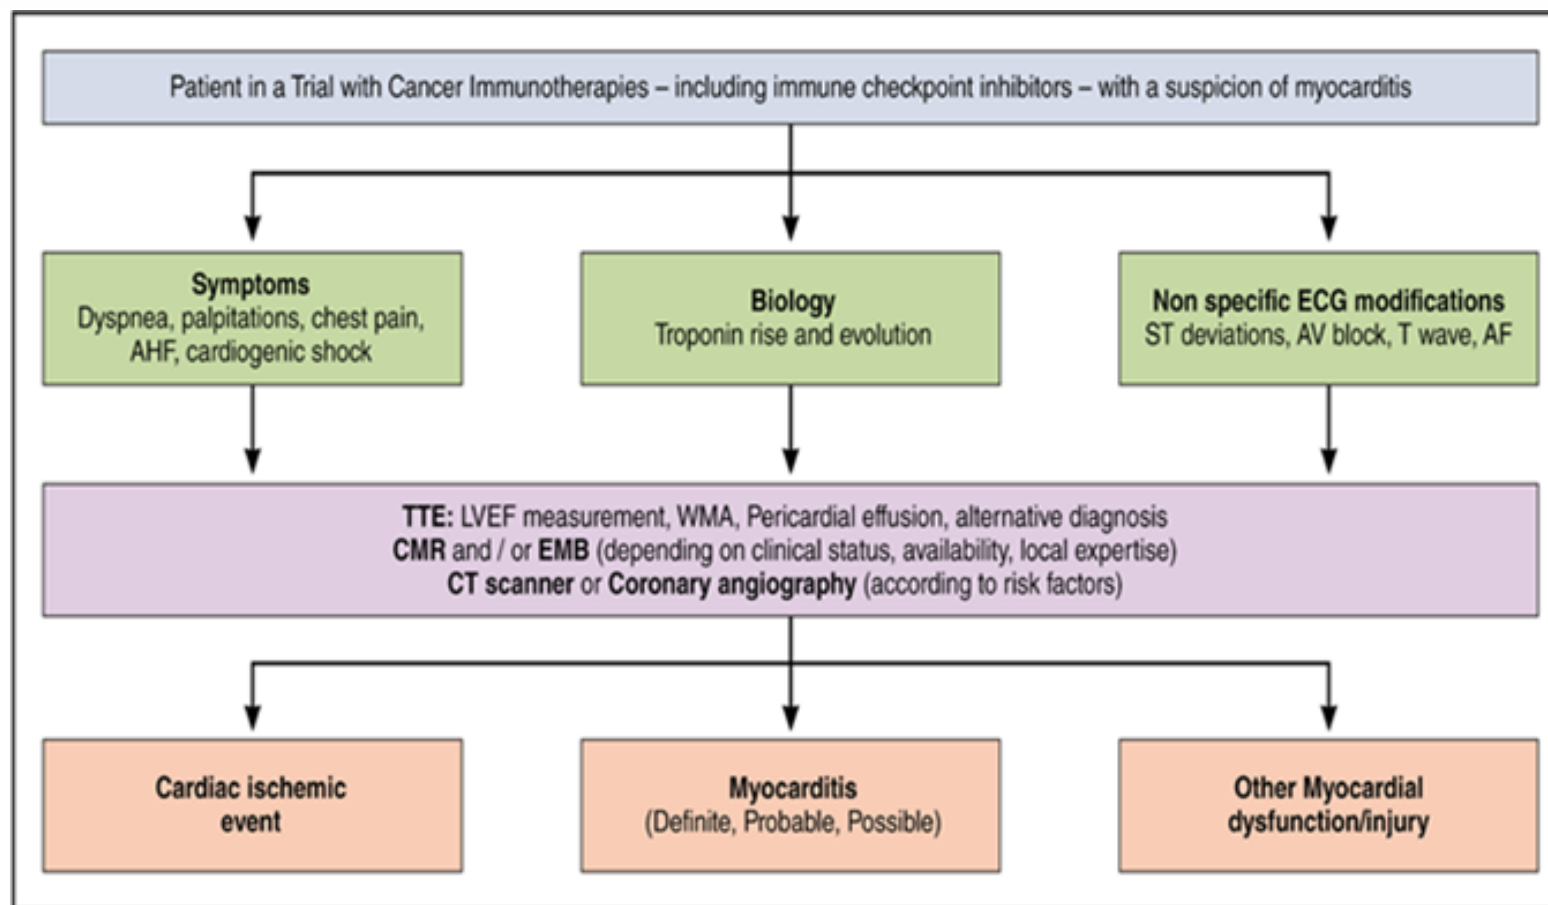 Patient in a Trial with Cancer Immunotherapies – including immune checkpoint inhibitors – with a suspicion of myocarditis
Symptoms
Dyspnea, palpitations, chest pain,
AHF, cardiogenic shock
Biology
Troponin rise and evolution
Non specific ECG modifications
ST deviations, AV block, T wave, AF
TTE: LVEF measurement, WMA, Pericardial effusion, alternative diagnosis
CMR and / or EMB (depending on clinical status, availability, local expertise)
CT scanner or Coronary angiography (according to risk factors)
Cardiac ischemic
event
Myocarditis
(Definite, Probable, Possible)
Other Myocardial
dysfunction/injury